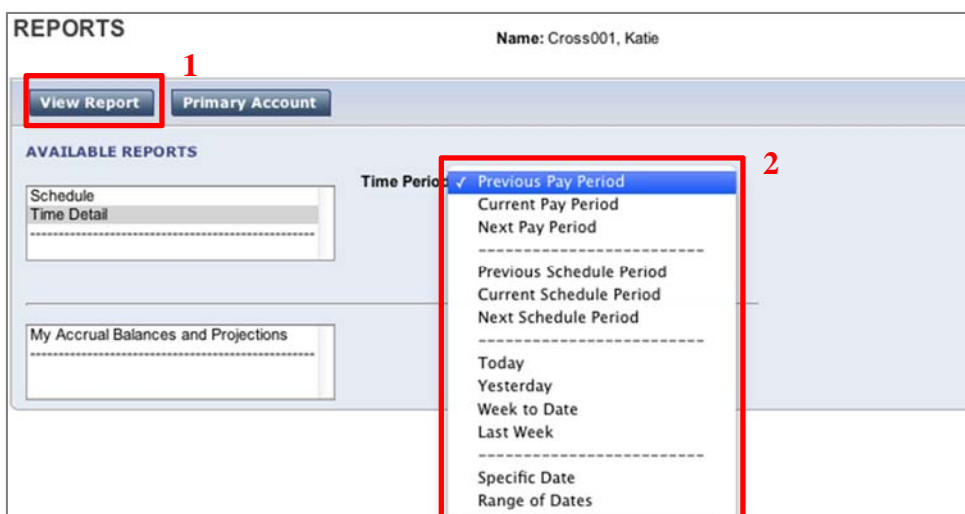 REPORTS
Name: Cross001, Katie
1
View Report Primary Account
AVAILABLE REPORTS
2
Schedule
Time Detail
------------------------------------------------
Time Period ✓ Previous Pay Period
Current Pay Period
Next Pay Period
-------------------------
Previous Schedule Period
Current Schedule Period
Next Schedule Period
-------------------------
Today
Yesterday
Week to Date
Last Week
-------------------------
Specific Date
Range of Dates
My Accrual Balances and Projections
------------------------------------------------